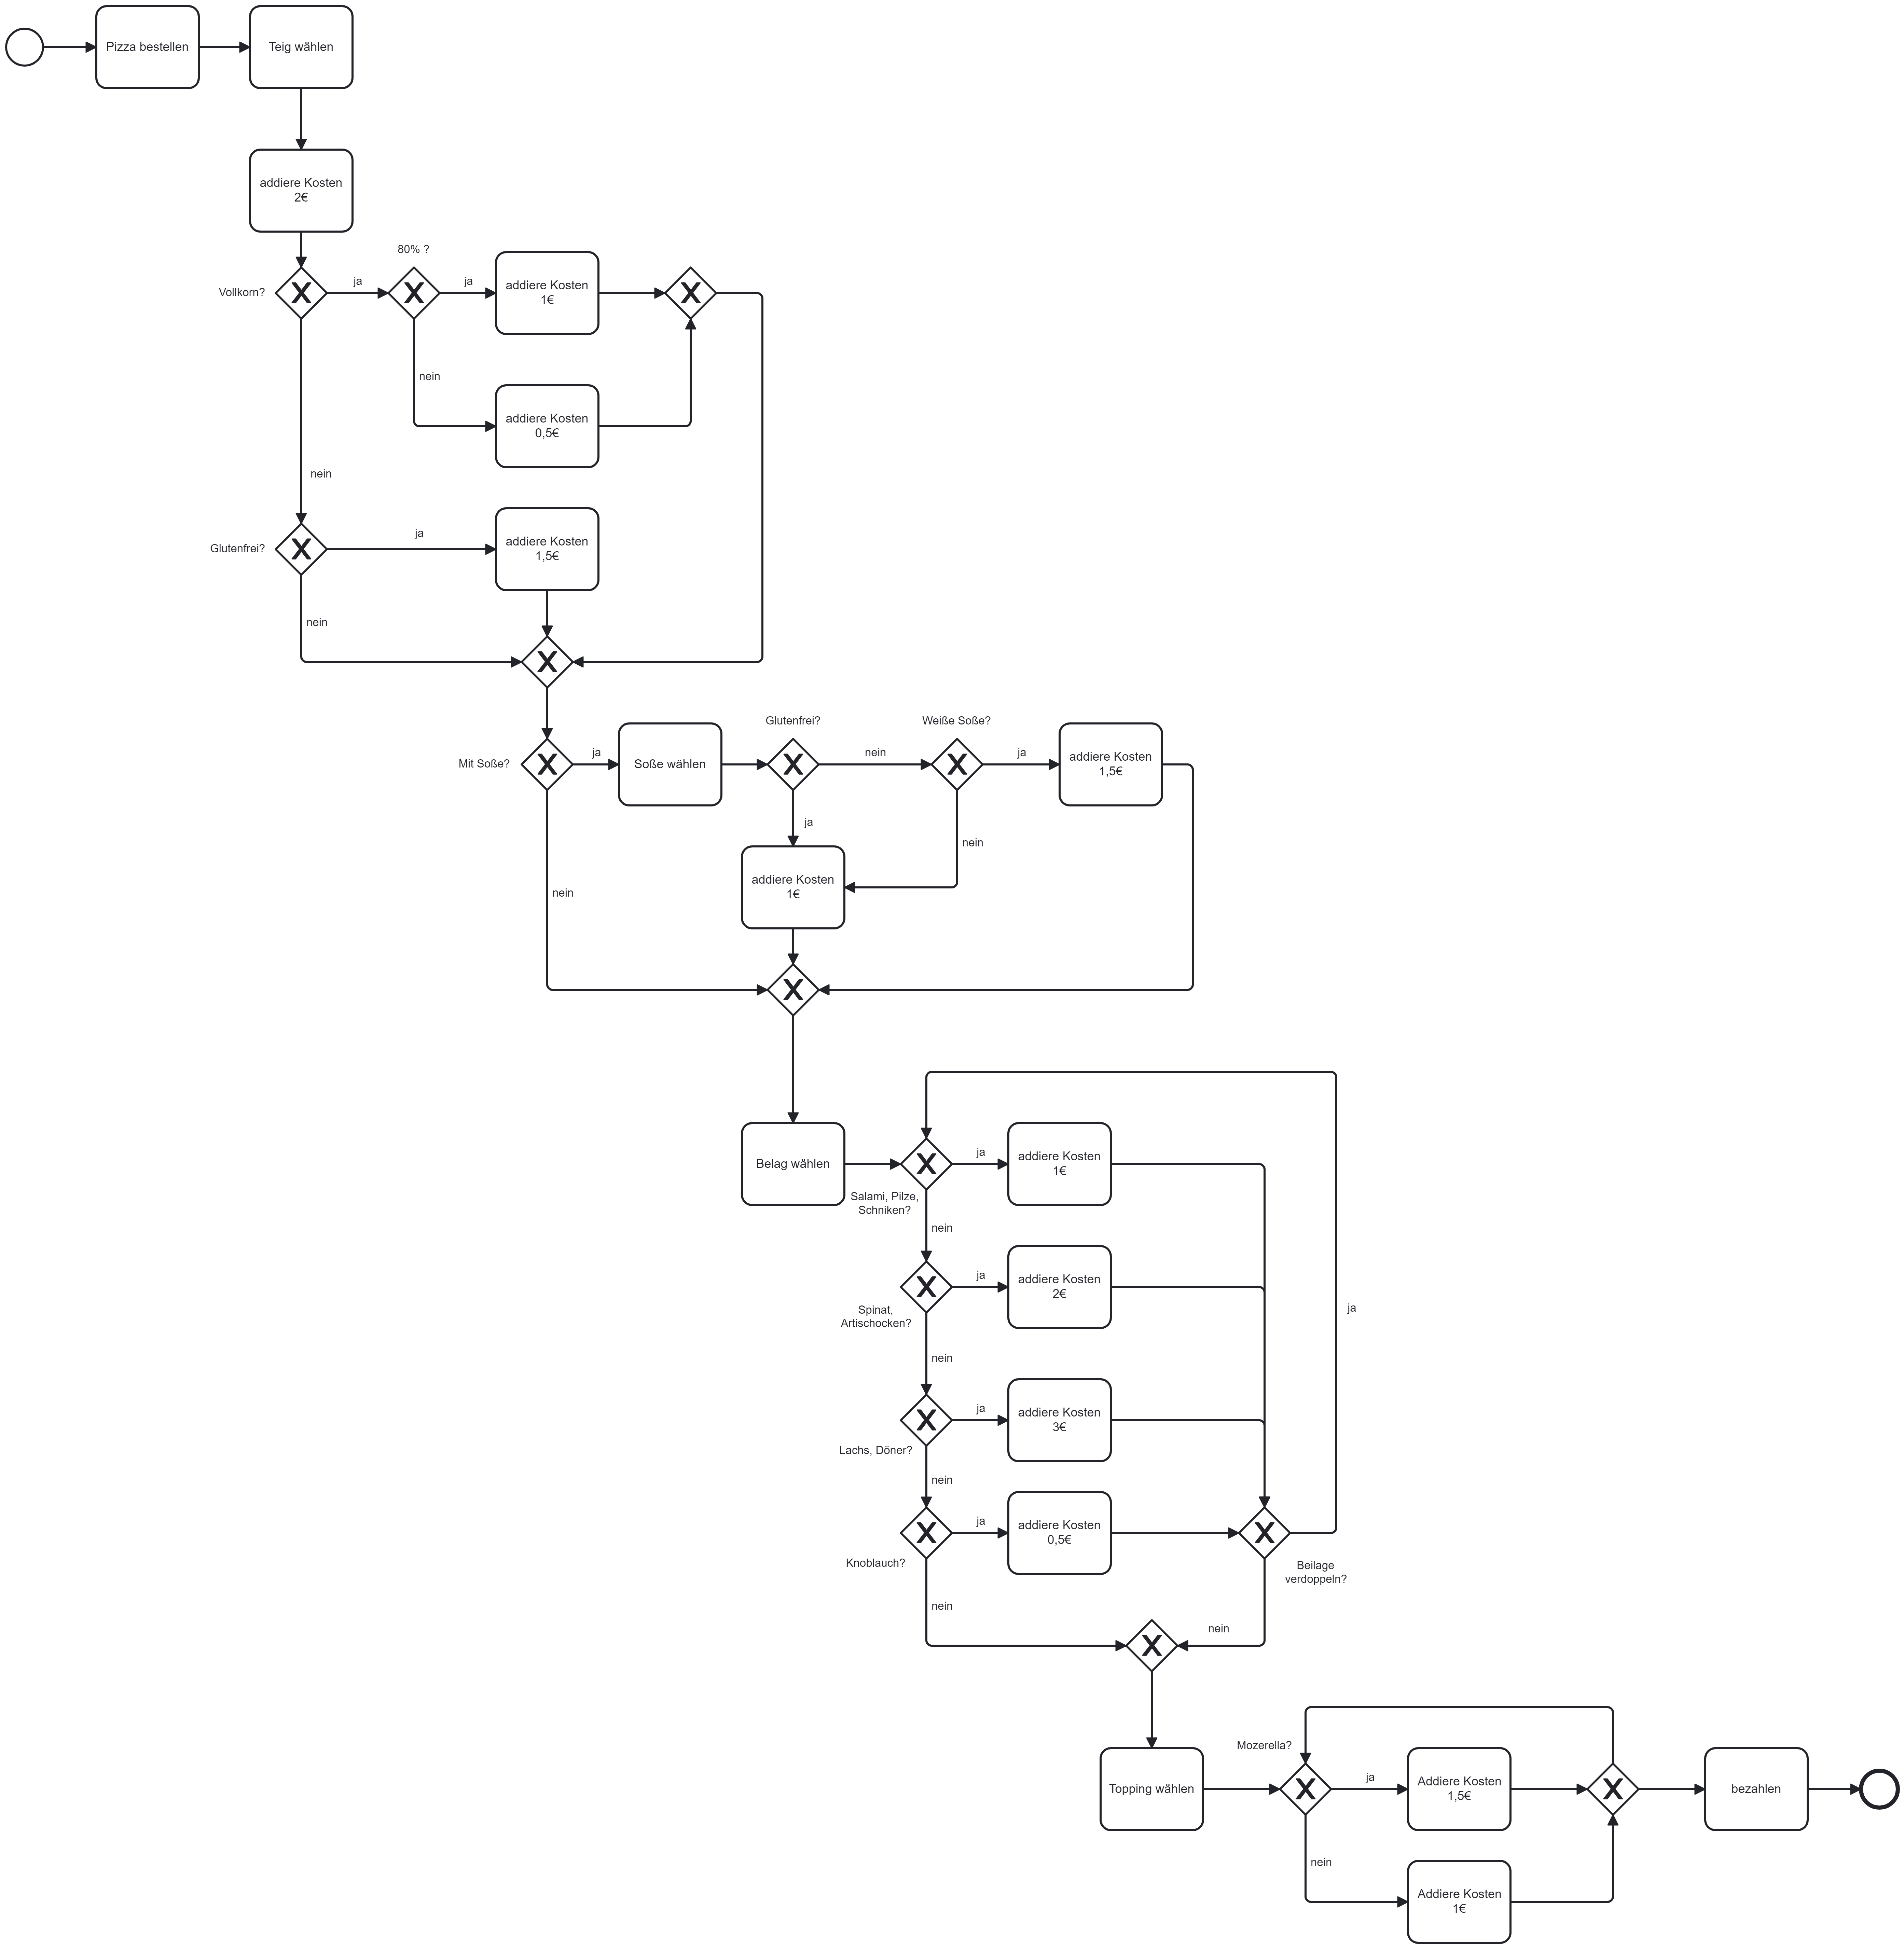 Pizza bestellen
Teig wählen
addiere Kosten
2€
80% ?
Vollkorn?
ja
ja
addiere Kosten
1€
nein
addiere Kosten
0,5€
nein
Glutenfrei?
ja
addiere Kosten
1,5€
nein
Glutenfrei?
Weiße Soße?
Mit Soße?
ja
Soße wählen
nein
ja
addiere Kosten
1,5€
ja
nein
addiere Kosten
1€
nein
Belag wählen
ja
addiere Kosten
1€
Salami, Pilze,
Schniken?
nein
ja
addiere Kosten
2€
ja
Spinat,
Artischocken?
nein
ja
addiere Kosten
3€
Lachs, Döner?
nein
ja
addiere Kosten
0,5€
Knoblauch?
Beilage
verdoppeln?
nein
nein
Mozerella?
Topping wählen
ja
Addiere Kosten
1,5€
bezahlen
nein
Addiere Kosten
1€